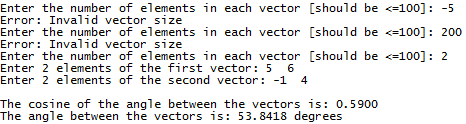 Enter the number of elements in each vector [should be <=100]: -5
Error: Invalid vector size
Enter the number of elements in each vector [should be <=100]: 200
Error: Invalid vector size
Enter the number of elements in each vector [should be <=100]: 2
Enter 2 elements of the first vector: 5  6
Enter 2 elements of the second vector: -1  4
The cosine of the angle between the vectors is: 0.5900
The angle between the vectors is: 53.8418 degrees